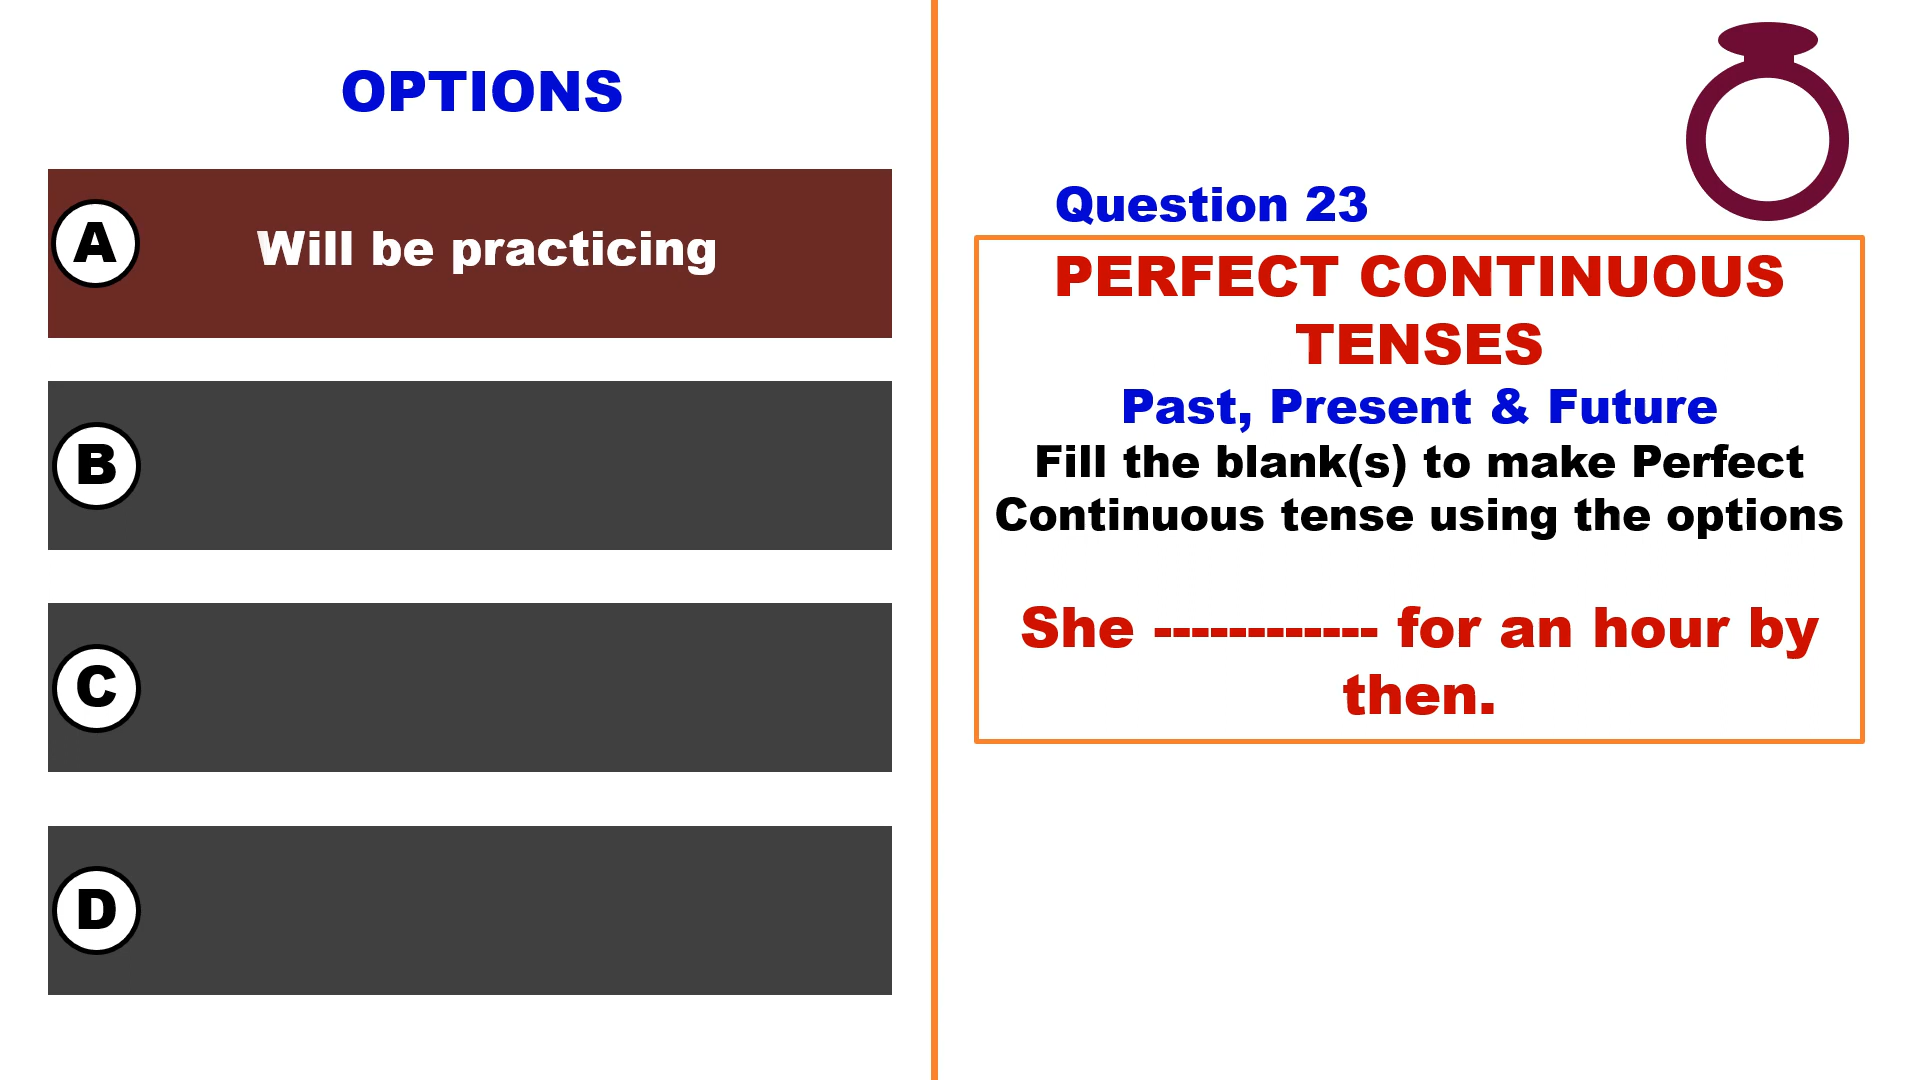 OPTIONS
A
Will be practicing
B
C
D
Question 23
PERFECT CONTINUOUS
TENSES
Past, Present & Future
Fill the blank(s) to make Perfect
Continuous tense using the options
She ------------ for an hour by
then.